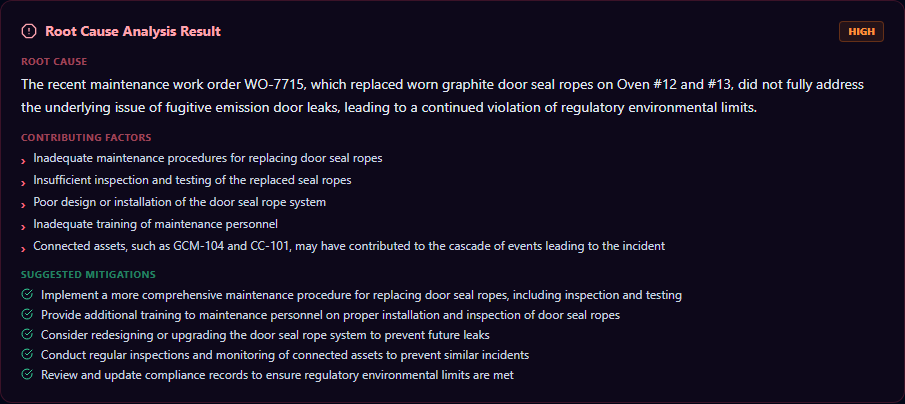 Root Cause Analysis Result
HIGH
ROOT CAUSE
The recent maintenance work order WO-7715, which replaced worn graphite door seal ropes on Oven #12 and #13, did not fully address
the underlying issue of fugitive emission door leaks, leading to a continued violation of regulatory environmental limits.
CONTRIBUTING FACTORS
› Inadequate maintenance procedures for replacing door seal ropes
› Insufficient inspection and testing of the replaced seal ropes
› Poor design or installation of the door seal rope system
› Inadequate training of maintenance personnel
› Connected assets, such as GCM-104 and CC-101, may have contributed to the cascade of events leading to the incident
SUGGESTED MITIGATIONS
Implement a more comprehensive maintenance procedure for replacing door seal ropes, including inspection and testing
Provide additional training to maintenance personnel on proper installation and inspection of door seal ropes
Consider redesigning or upgrading the door seal rope system to prevent future leaks
Conduct regular inspections and monitoring of connected assets to prevent similar incidents
Review and update compliance records to ensure regulatory environmental limits are met